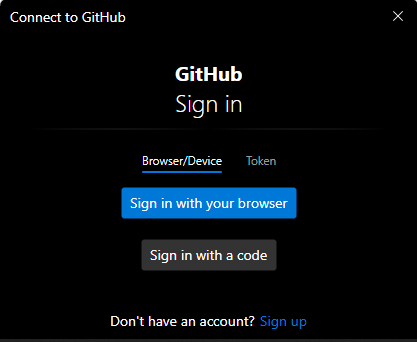 Connect to GitHub
GitHub
Sign in
Browser/Device Token
Sign in with your browser
Sign in with a code
Don't have an account? Sign up